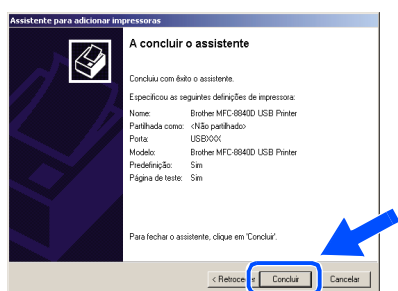 Assistente para adicionar impressoras
A concluir o assistente
Concluiu com êxito o assistente.
Especificou as seguintes definições de impressora:
Nome: Brother MFC-8840D USB Printer
Partilhada como: <Não partilhado>
Porta: USBXXX
Modelo: Brother MFC-8840D USB Printer
Predefinição: Sim
Página de teste: Sim
Para fechar o assistente, clique em 'Concluir'.
< Retroceder Concluir Cancelar